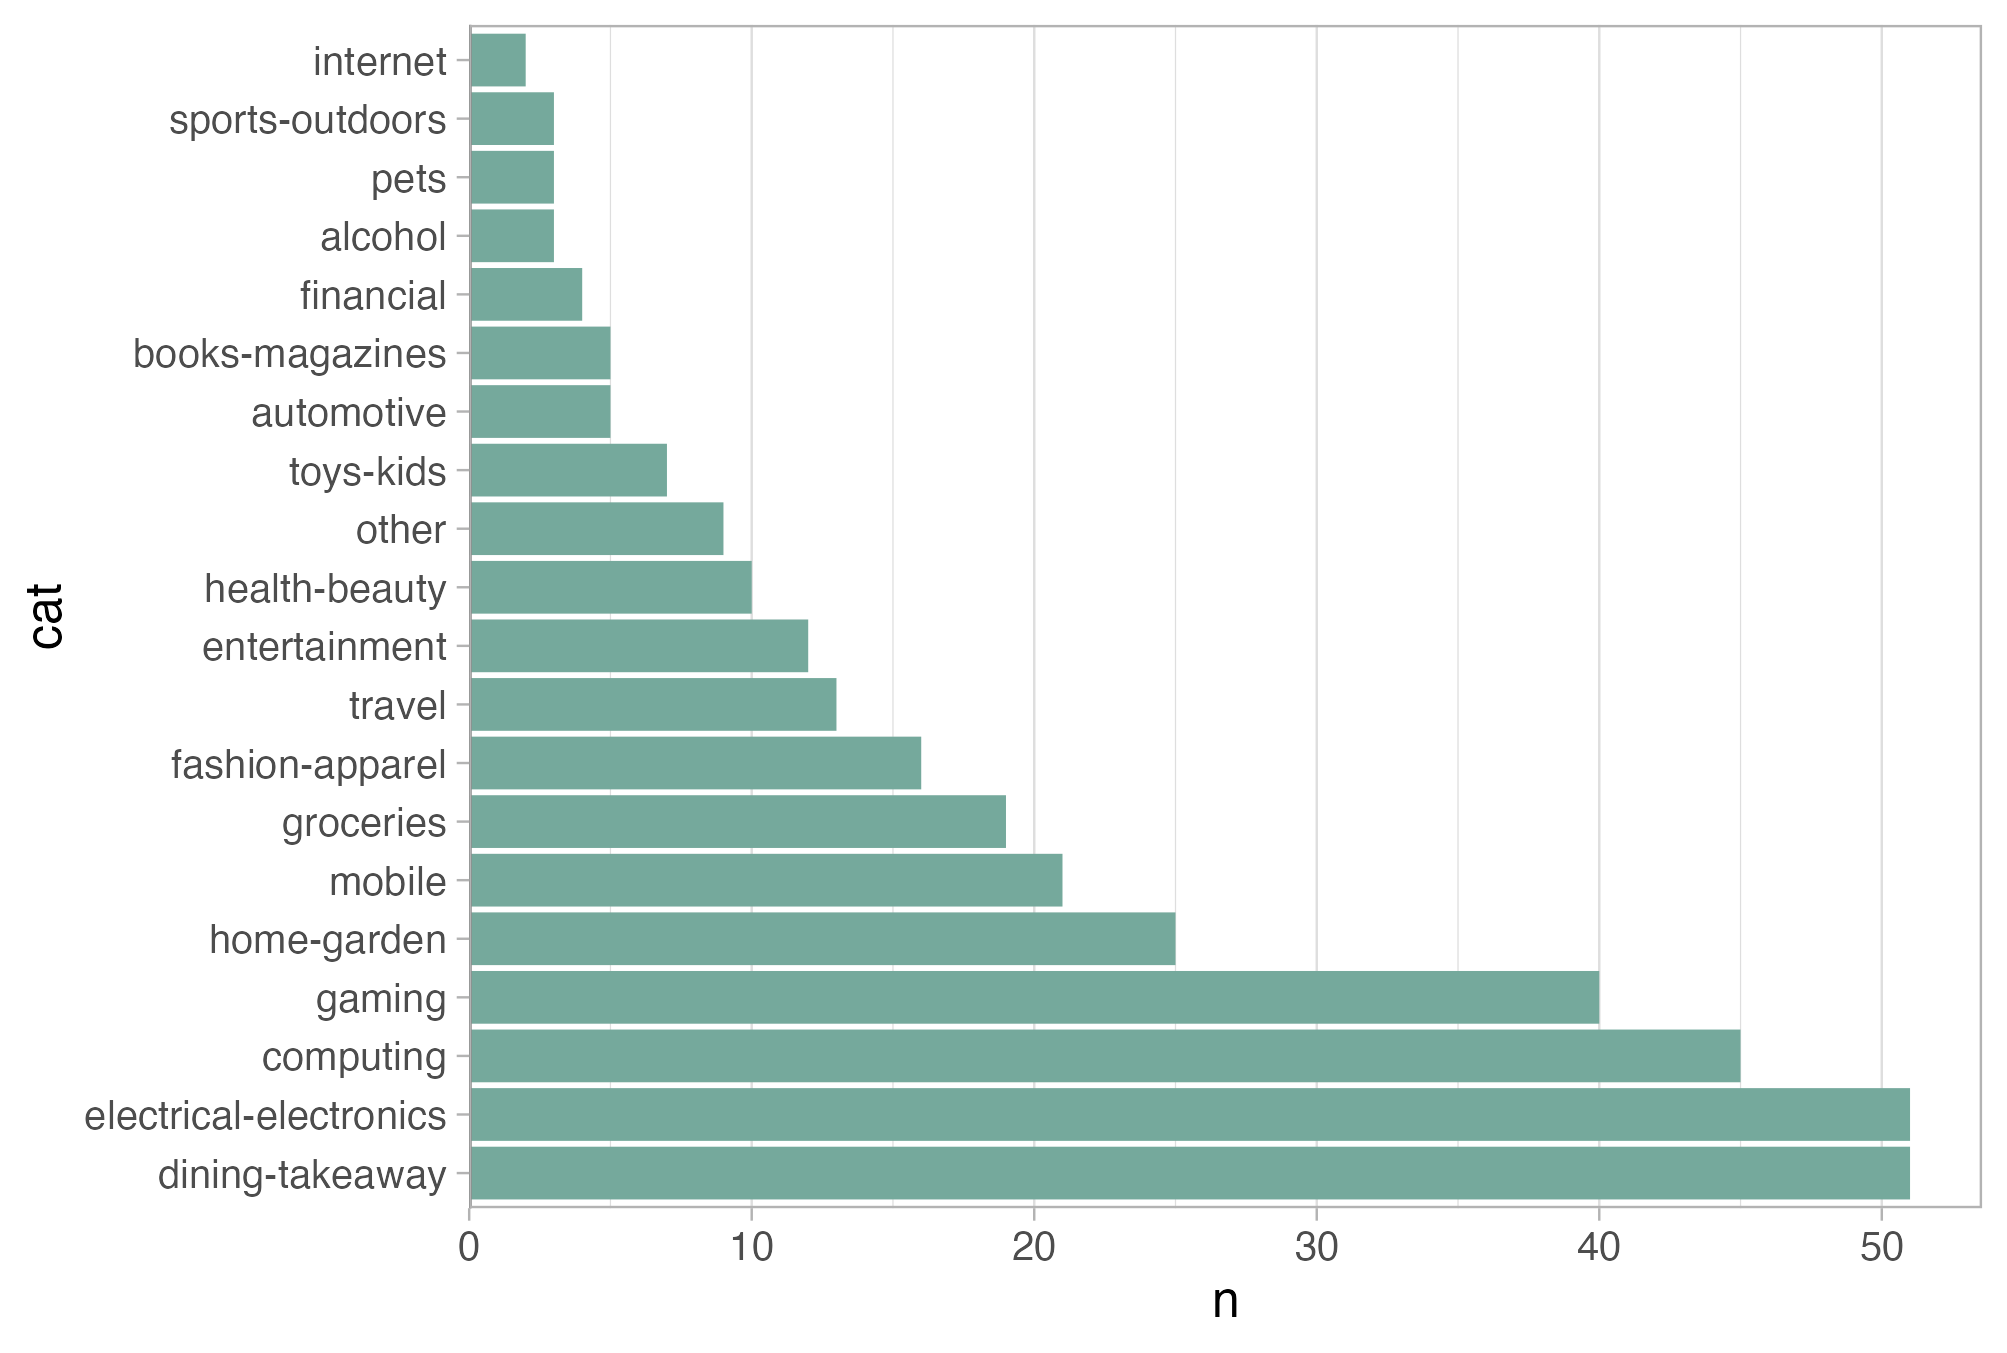 internet
sports-outdoors
pets
alcohol
financial
books-magazines
automotive
toys-kids
other
health-beauty
entertainment
travel
fashion-apparel
groceries
mobile
home-garden
gaming
computing
electrical-electronics
dining-takeaway
cat
0 10 20 30 40 50
n